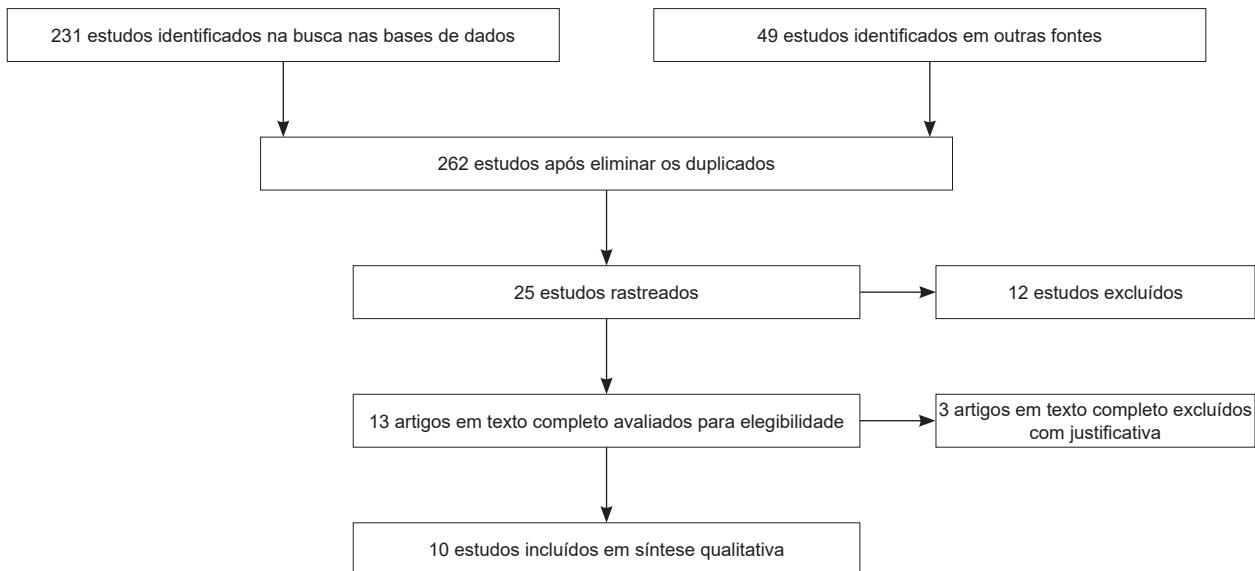 231 estudos identificados na busca nas bases de dados
49 estudos identificados em outras fontes
262 estudos após eliminar os duplicados
25 estudos rastreados
12 estudos excluídos
13 artigos em texto completo avaliados para elegibilidade
3 artigos em texto completo excluídos
com justificativa
10 estudos incluídos em síntese qualitativa